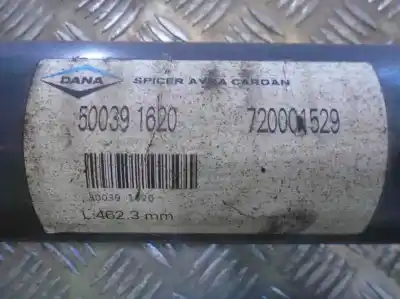 DANA
SPICER AYRA CARDAN
50039 1620 720001529
50039 1620
L:462.3 mm